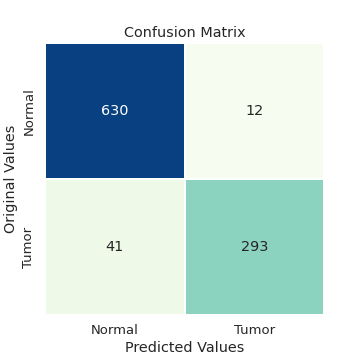 Confusion Matrix
Original Values
Normal
630
12
Tumor
41
293
Normal
Tumor
Predicted Values